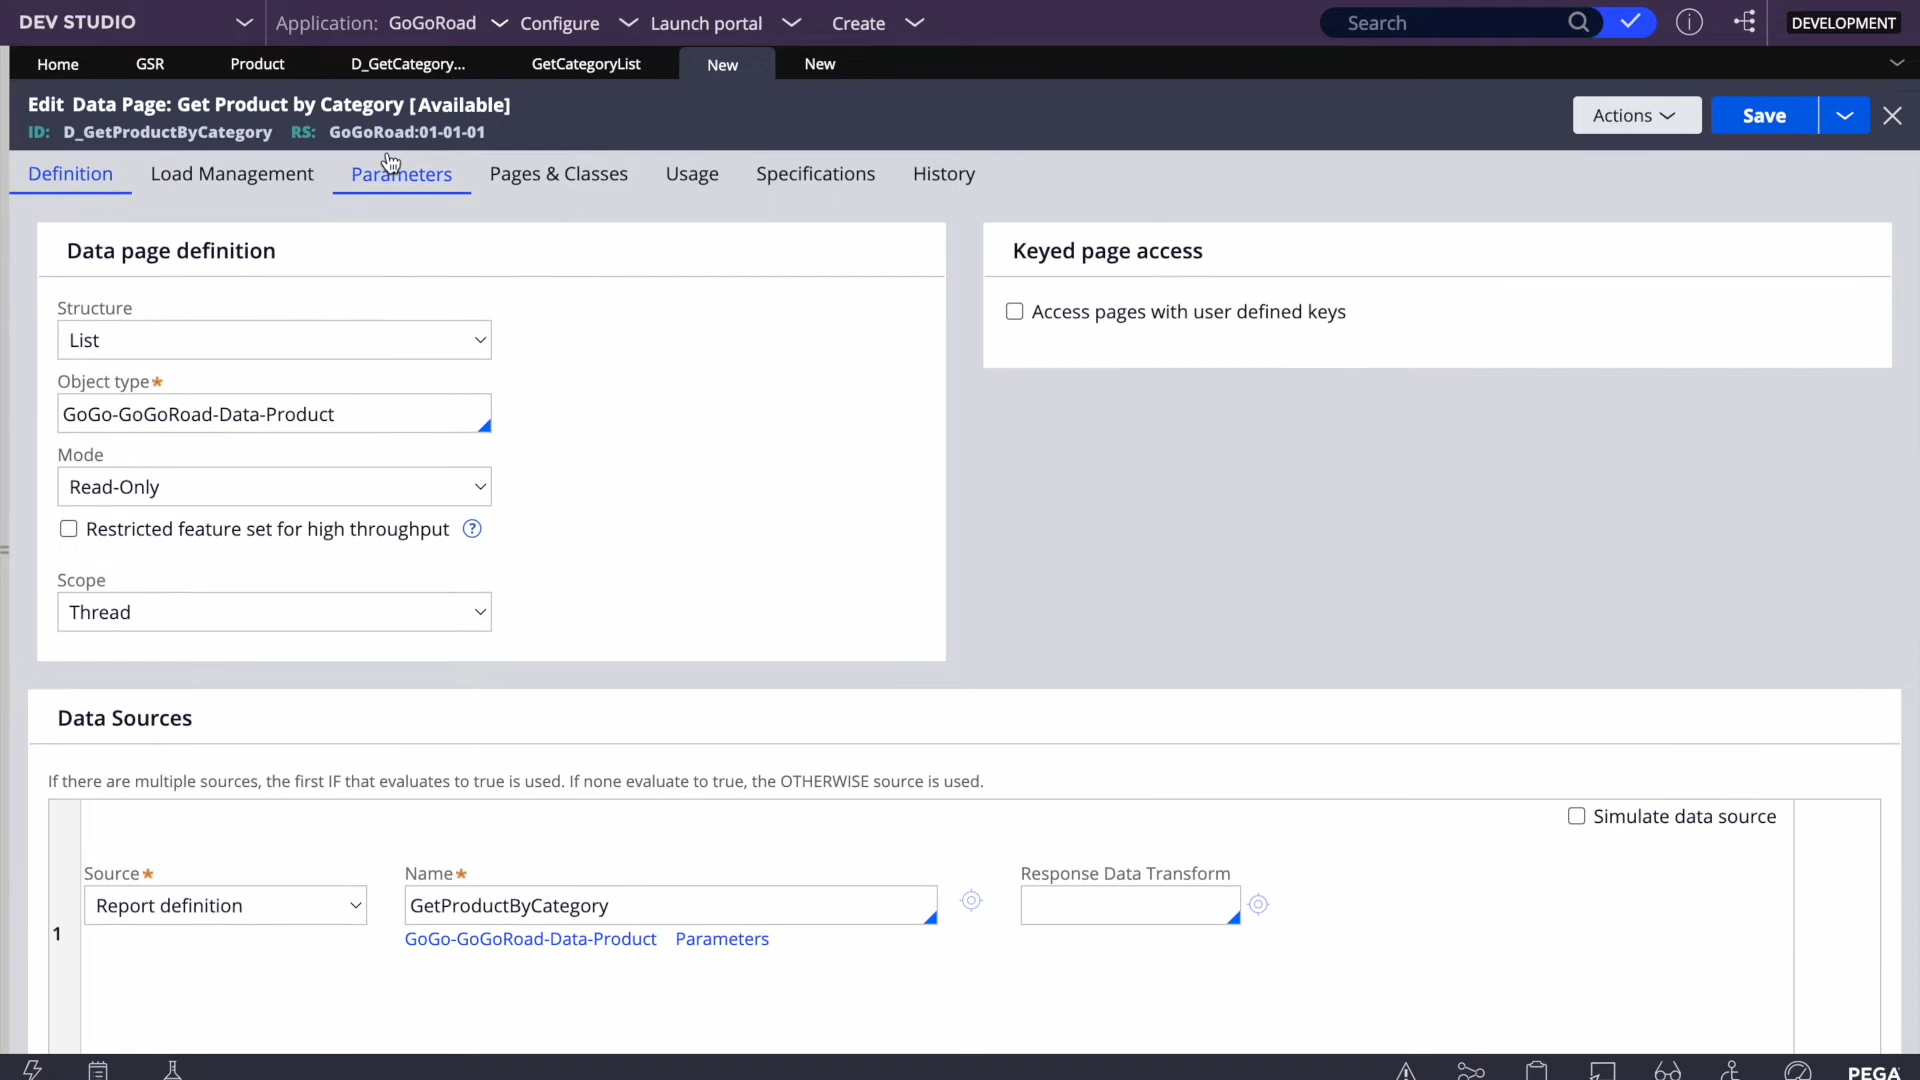 DEV STUDIO
Application: GoGoRoad
Configure
Launch portal
Create
Search
DEVELOPMENT
Home
GSR
Product
D_GetCategory...
GetCategoryList
New
New
Edit Data Page: Get Product by Category [Available]
ID: D_GetProductByCategory RS: GoGoRoad:01-01-01
Actions
Save
Definition
Load Management
Parameters
Pages & Classes
Usage
Specifications
History
Data page definition
Structure
List
Object type*
GoGo-GoGoRoad-Data-Product
Mode
Read-Only
Restricted feature set for high throughput ?
Scope
Thread
Keyed page access
Access pages with user defined keys
Data Sources
If there are multiple sources, the first IF that evaluates to true is used. If none evaluate to true, the OTHERWISE source is used.
Simulate data source
1
Source*
Report definition
Name*
GetProductByCategory
GoGo-GoGoRoad-Data-Product Parameters
Response Data Transform
PEGA